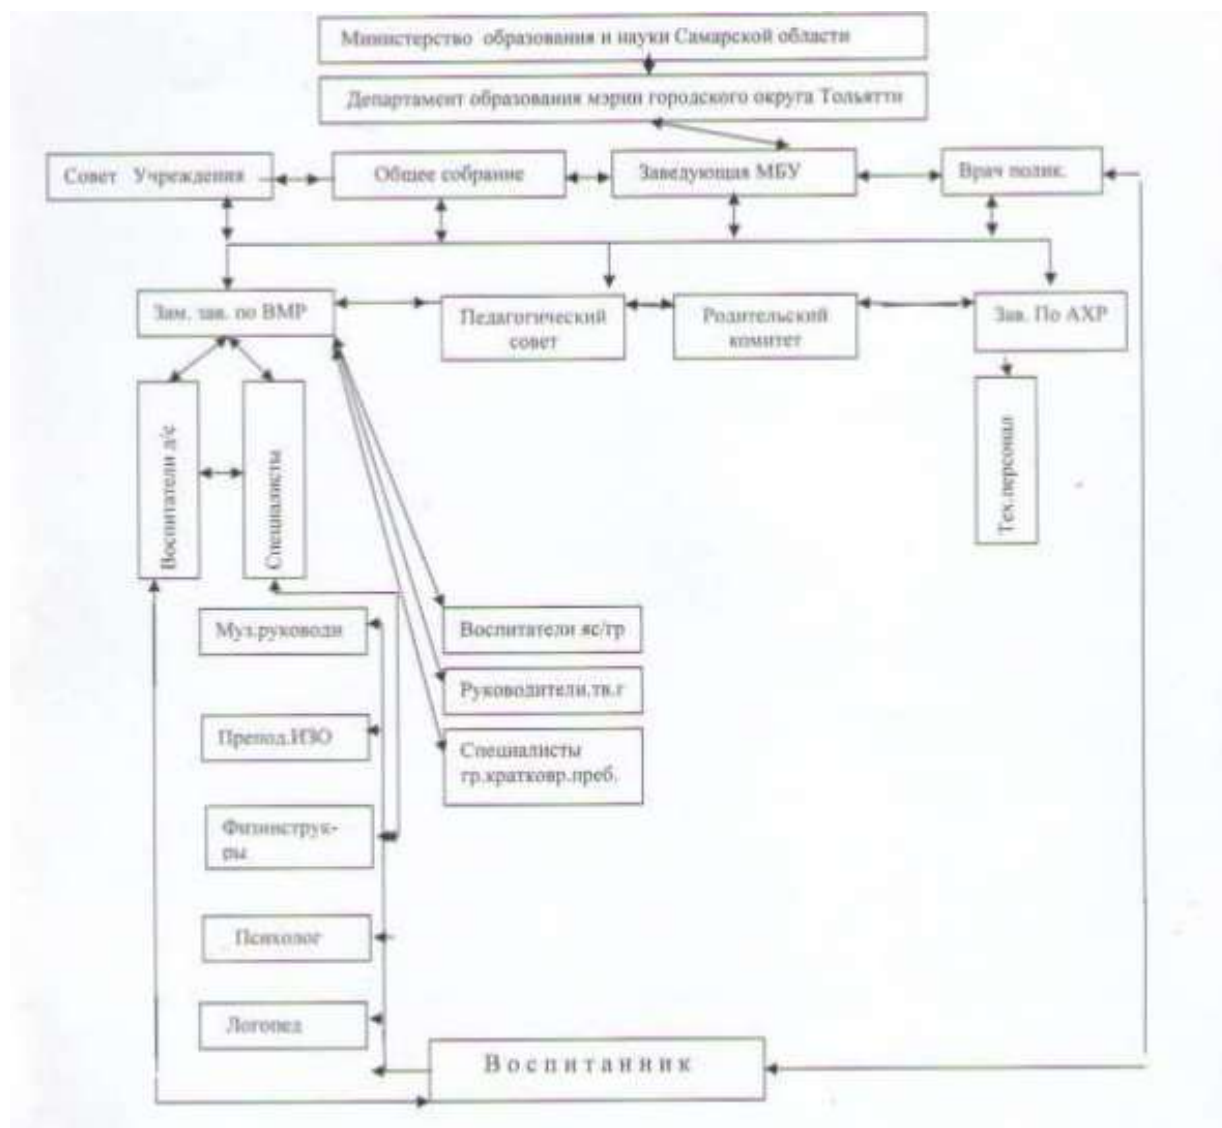 Министерство образования и науки Самарской области
Департамент образования мэрии городского округа Тольятти
Совет Учреждения
Общее собрание
Заведующая МБУ
Врач полик.
Зам. зав. по ВМР
Педагогический
совет
Родительский
комитет
Зав. По АХР
Воспитатели д/с
Специалисты
Тех.персонал
Муз.руководи
Воспитатели яс/гр
Руководители.тв.г
Препод.ИЗО
Специалисты
гр.кратковр.преб.
Физинструк-
ры
Психолог
Логопед
Воспитанник